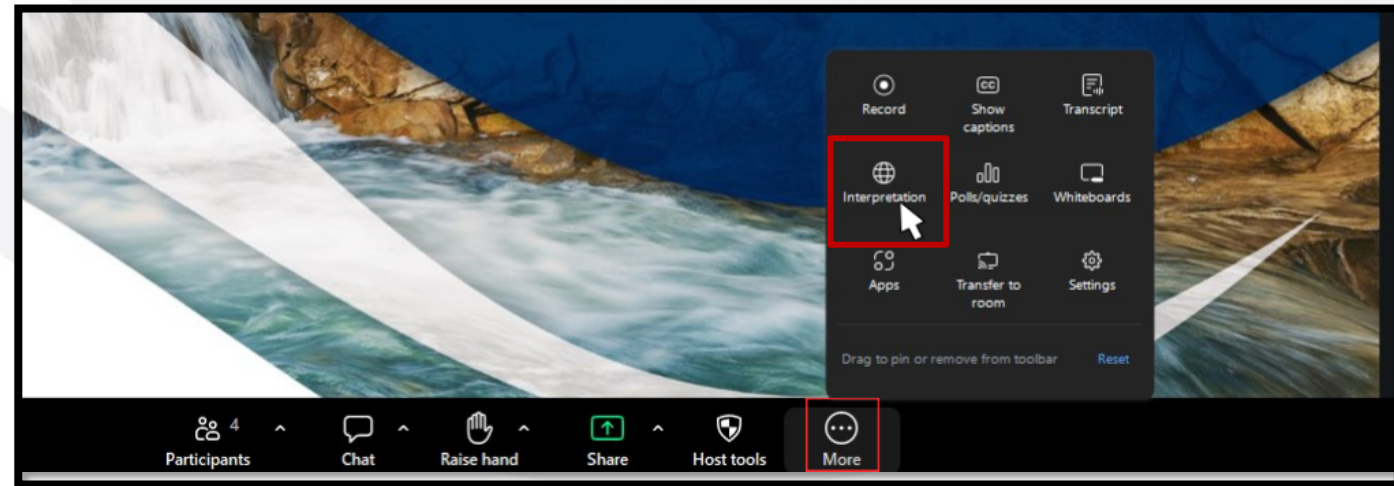 Record
Show
captions
Transcript
Interpretation
Polls/quizzes
Whiteboards
Apps
Transfer to
room
Settings
Drag to pin or remove from toolbar
Reset
4
Participants
Chat
Raise hand
Share
Host tools
More